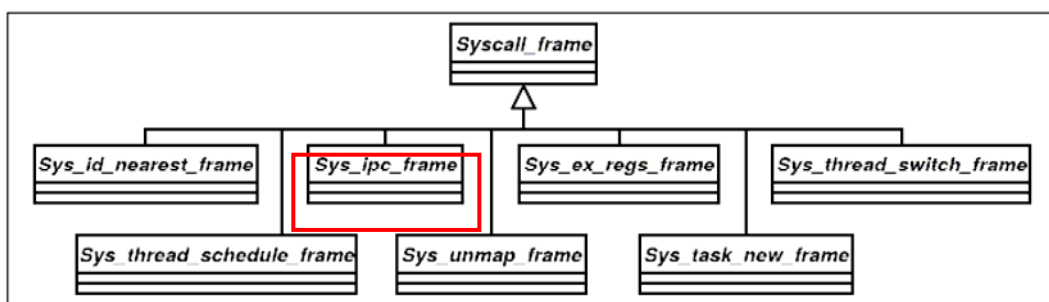 Syscall_frame
Sys_id_nearest_frame
Sys_ipc_frame
Sys_ex_regs_frame
Sys_thread_switch_frame
Sys_thread_schedule_frame
Sys_unmap_frame
Sys_task_new_frame